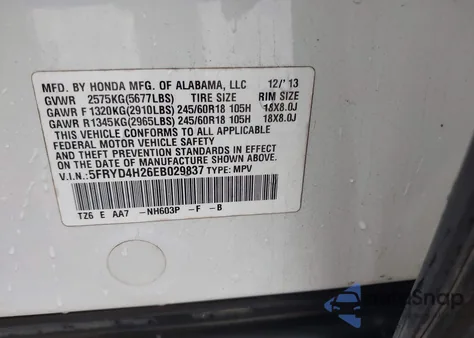 MFD. BY HONDA MFG. OF ALABAMA, LLC 12/'13
GVWR 2575KG(5677LBS) TIRE SIZE RIM SIZE
GAWR F 1320KG(2910LBS) 245/60R18 105H 18X8.0J
GAWR R1345KG(2965LBS) 245/60R18 105H 18X8.0J
THIS VEHICLE CONFORMS TO ALL APPLICABLE
FEDERAL MOTOR VEHICLE SAFETY
AND THEFT PREVENTION STANDARDS IN EFFECT
ON THE DATE OF MANUFACTURE SHOWN ABOVE.
V.I.N.:5FRYD4H26EB029837 TYPE: MPV
TZ6 E AA7 -NH603P -F -B